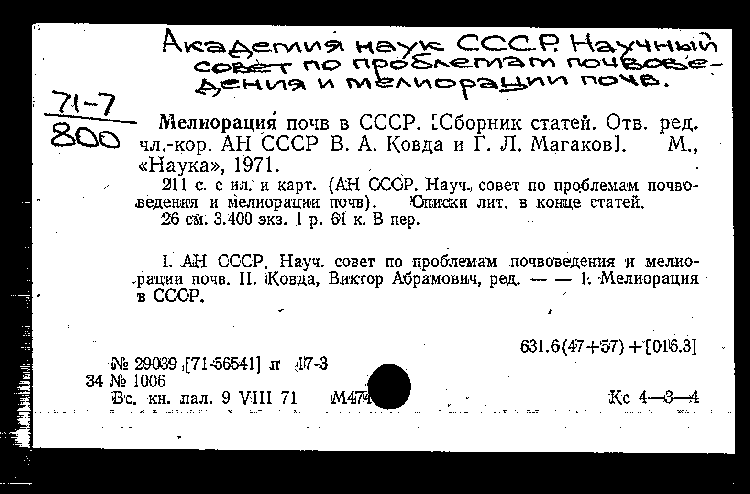 Академия наук СССР. Научный
совет по проблемам почвове-
дения и мелиорации почв.
71-7
800
Мелиорация почв в СССР. [Сборник статей. Отв. ред.
чл.-кор. АН СССР В. А. Ковда и Г. Л. Магаков]. М.,
«Наука», 1971.
211 с. с ил. и карт. (АН СССР. Науч. совет по проблемам почво-
ведения и мелиорации почв). Списки лит. в конце статей.
26 см. 3.400 экз. 1 р. 61 к. В пер.
I. АН СССР. Науч. совет по проблемам почвоведения и мелио-
рации почв. II. Ковда, Виктор Абрамович, ред. — — 1. Мелиорация
в СССР.
631.6(47+57)+[016.3]
№ 29039 [71-56541] п 17-3
34 № 1006
Вс. кн. пал. 9 VIII 71 М474
Кс 4—3—4